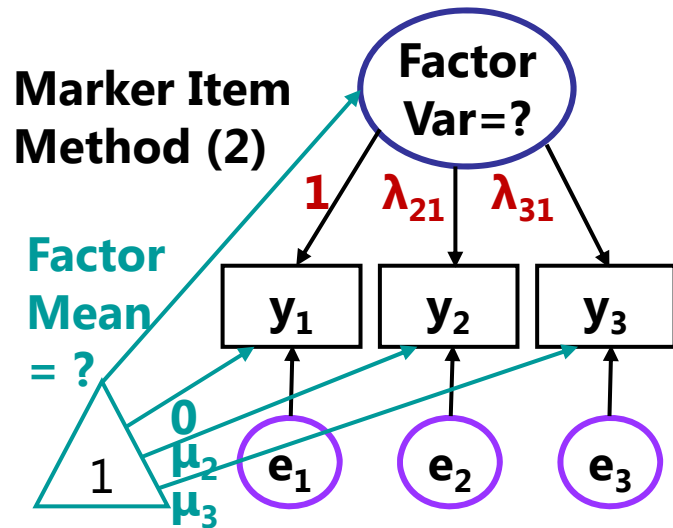 Factor
Var=?
Marker Item
Method (2)
1 λ₂₁ λ₃₁
Factor
Mean
= ?
y₁ y₂ y₃
0
μ₂
μ₃
1
e₁ e₂ e₃